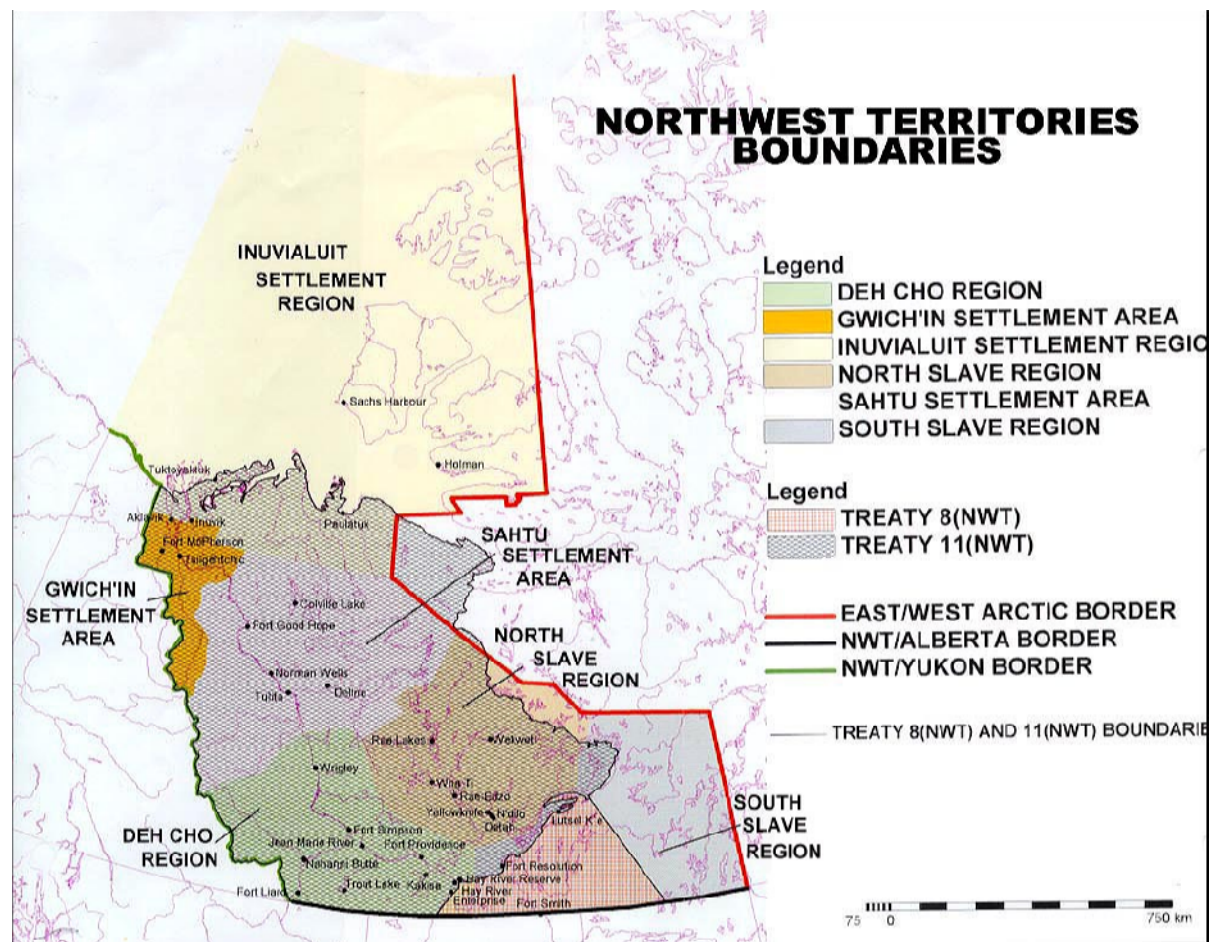 NORTHWEST TERRITORIES
BOUNDARIES
INUVIALUIT
SETTLEMENT
REGION
Legend
DEH CHO REGION
GWICH'IN SETTLEMENT AREA
INUVIALUIT SETTLEMENT REGIO
NORTH SLAVE REGION
SAHTU SETTLEMENT AREA
SOUTH SLAVE REGION
Sachs Harbour
Holman
Tuktoyaktuk
Legend
TREATY 8(NWT)
TREATY 11(NWT)
Aklavik
Inuvik
Paulatuk
Fort McPherson
Tsiigehtchic
SAHTU
SETTLEMENT
AREA
GWICH'IN
SETTLEMENT
AREA
Colville Lake
Fort Good Hope
EAST/WEST ARCTIC BORDER
NWT/ALBERTA BORDER
NWT/YUKON BORDER
NORTH
SLAVE
REGION
Norman Wells
Tulita
Deline
TREATY 8(NWT) AND 11(NWT) BOUNDARIE
Rae Lakes
Wekweti
Wrigley
Wha Ti
Rae-Edzo
Yellowknife
N'dilo
Detah
Lutsel K'e
SOUTH
SLAVE
REGION
DEH CHO
REGION
Fort Simpson
Jean Marie River
Fort Providence
Nahanni Butte
Fort Resolution
Hay River Reserve
Fort Liard
Trout Lake
Kakisa
Hay River
Enterprise
Fort Smith
75 0 750 km